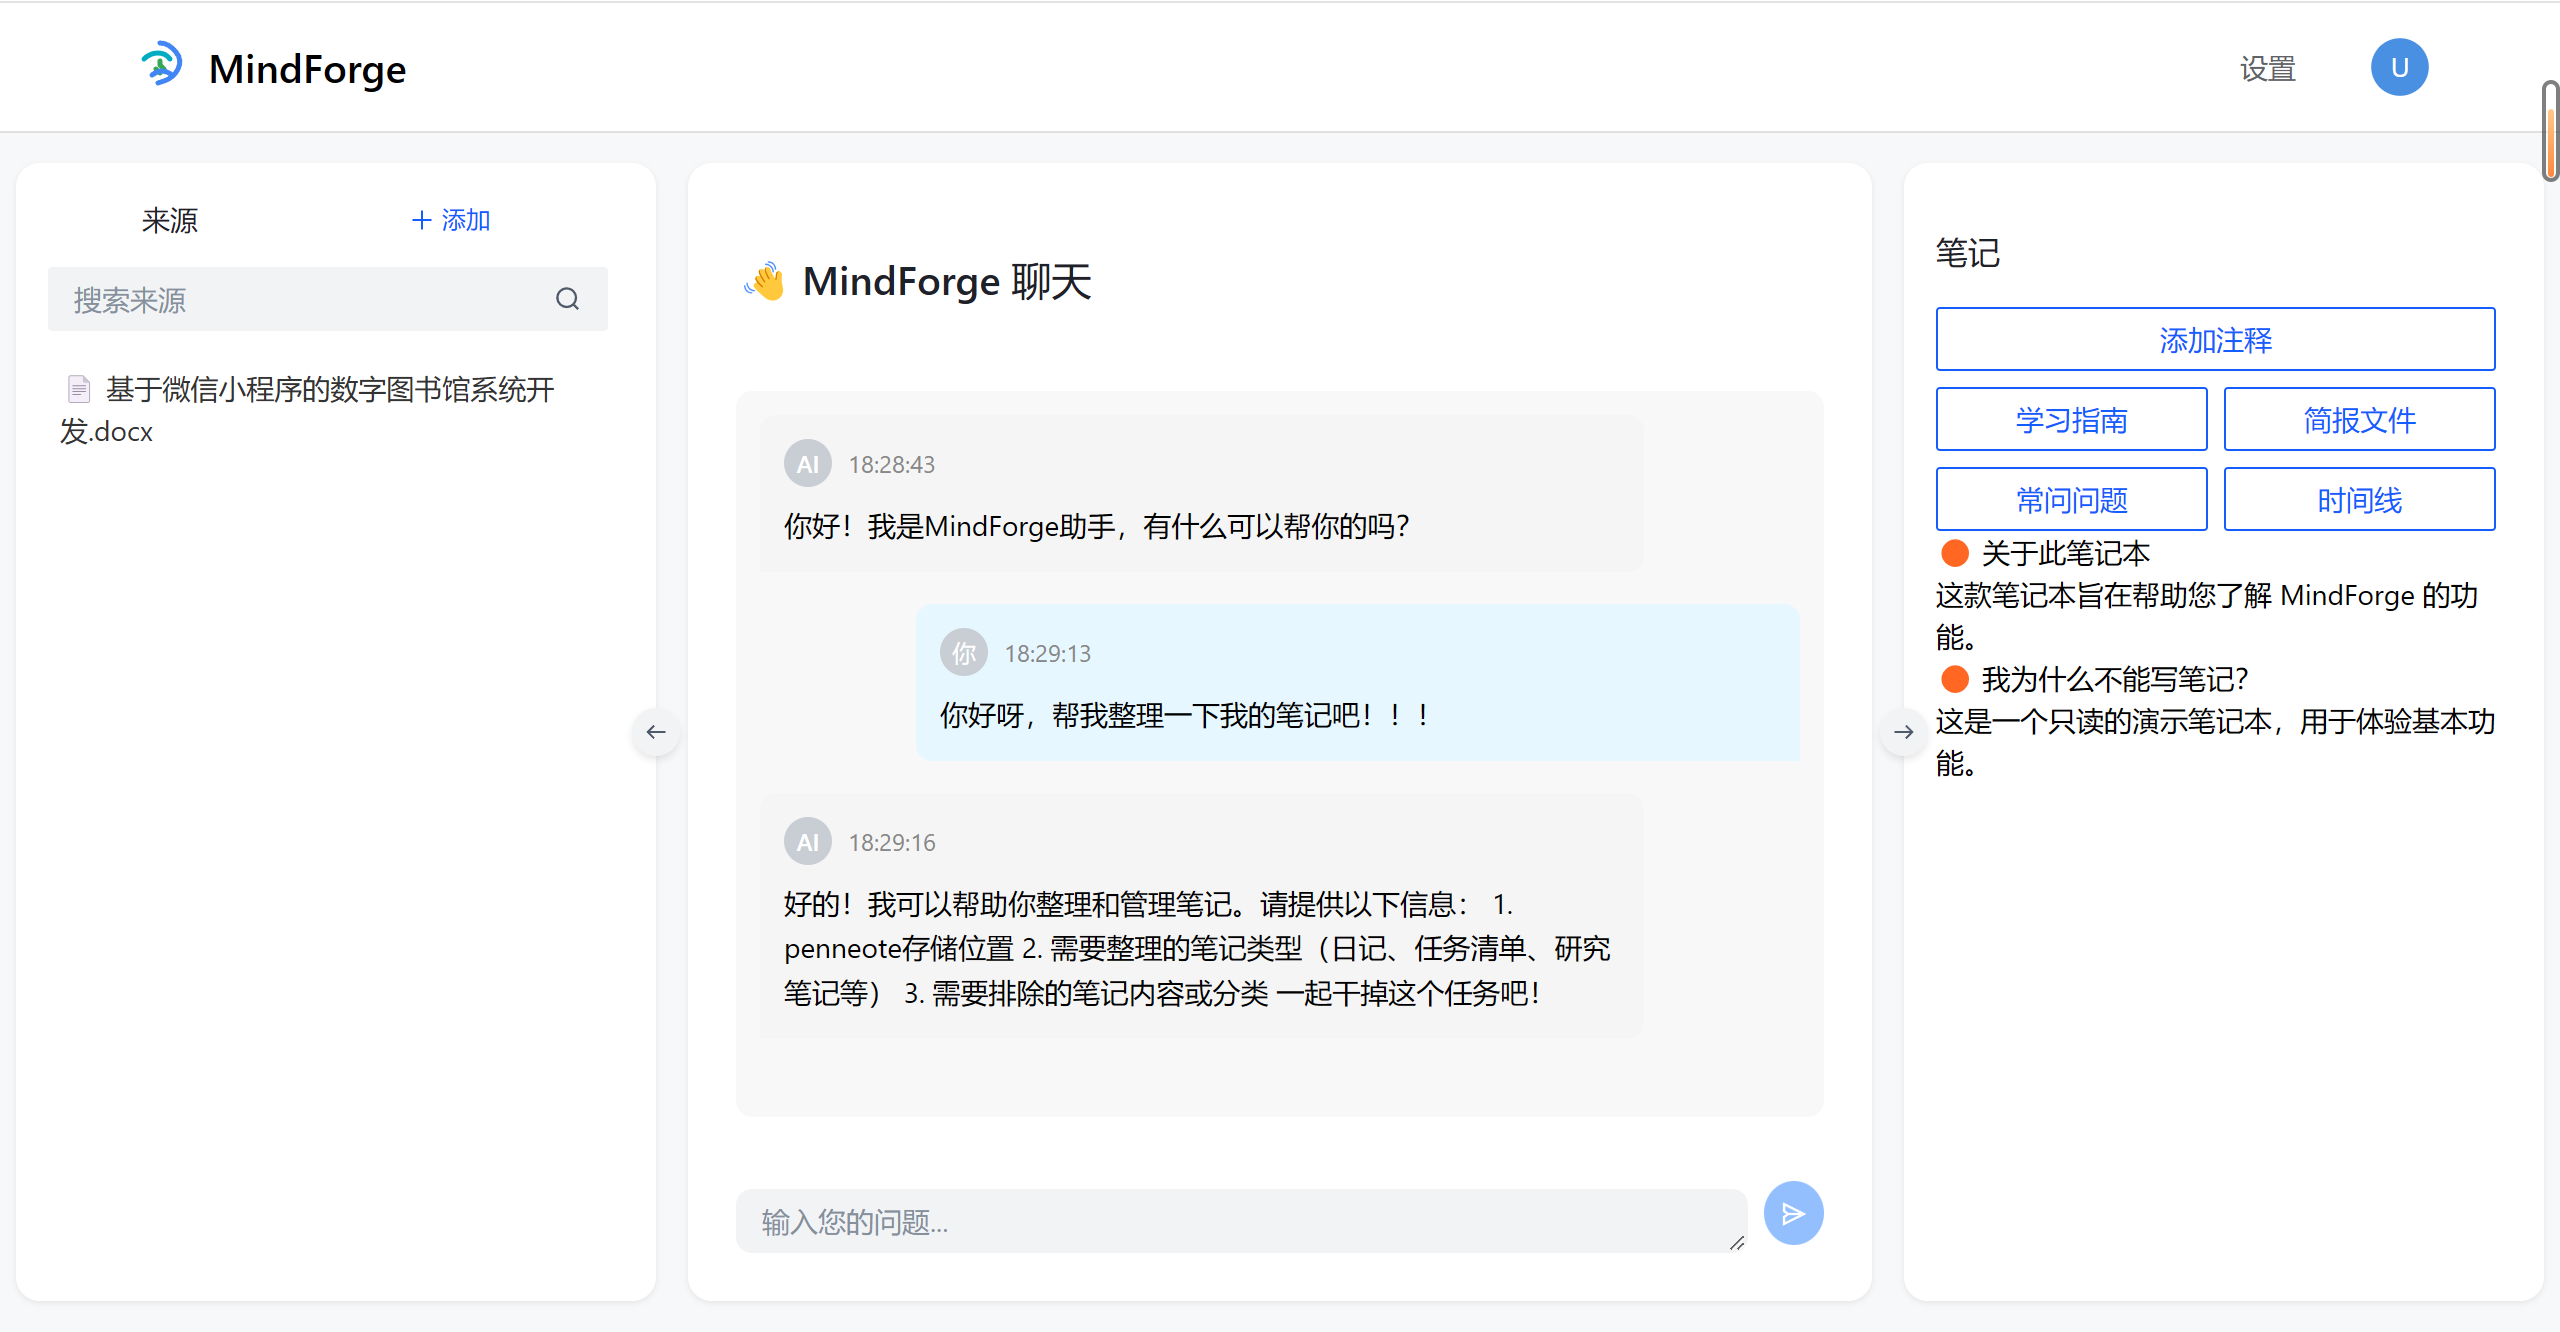 MindForge
设置
U
来源
+ 添加
搜索来源
基于微信小程序的数字图书馆系统开
发.docx
MindForge 聊天
AI 18:28:43
你好！我是MindForge助手，有什么可以帮你的吗？
你 18:29:13
你好呀，帮我整理一下我的笔记吧！！！
AI 18:29:16
好的！我可以帮助你整理和管理笔记。请提供以下信息： 1.
penneote存储位置 2. 需要整理的笔记类型（日记、任务清单、研究
笔记等） 3. 需要排除的笔记内容或分类 一起干掉这个任务吧！
输入您的问题...
笔记
添加注释
学习指南 简报文件
常问问题 时间线
关于此笔记本
这款笔记本旨在帮助您了解 MindForge 的功
能。
我为什么不能写笔记？
这是一个只读的演示笔记本，用于体验基本功
能。